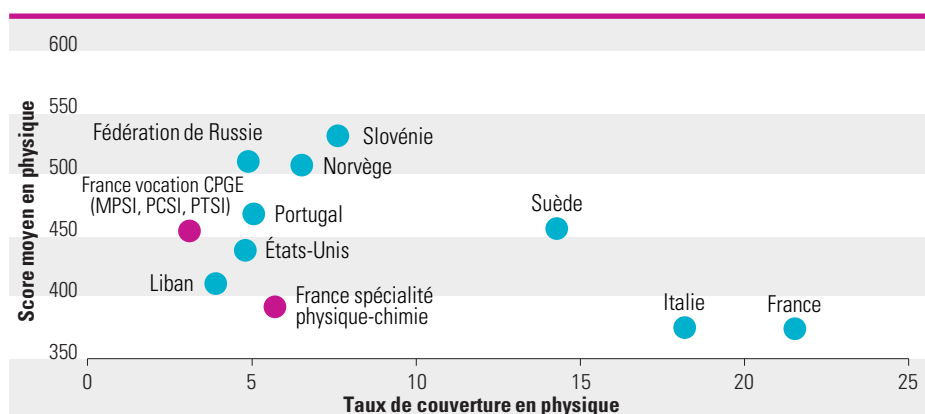 600
550
500
450
400
350
Score moyen en physique
Fédération de Russie
Slovénie
Norvège
France vocation CPGE
(MPSI, PCSI, PTSI)
Portugal
Suède
États-Unis
Liban
France spécialité
physique-chimie
Italie
France
0
5
10
15
20
25
Taux de couverture en physique